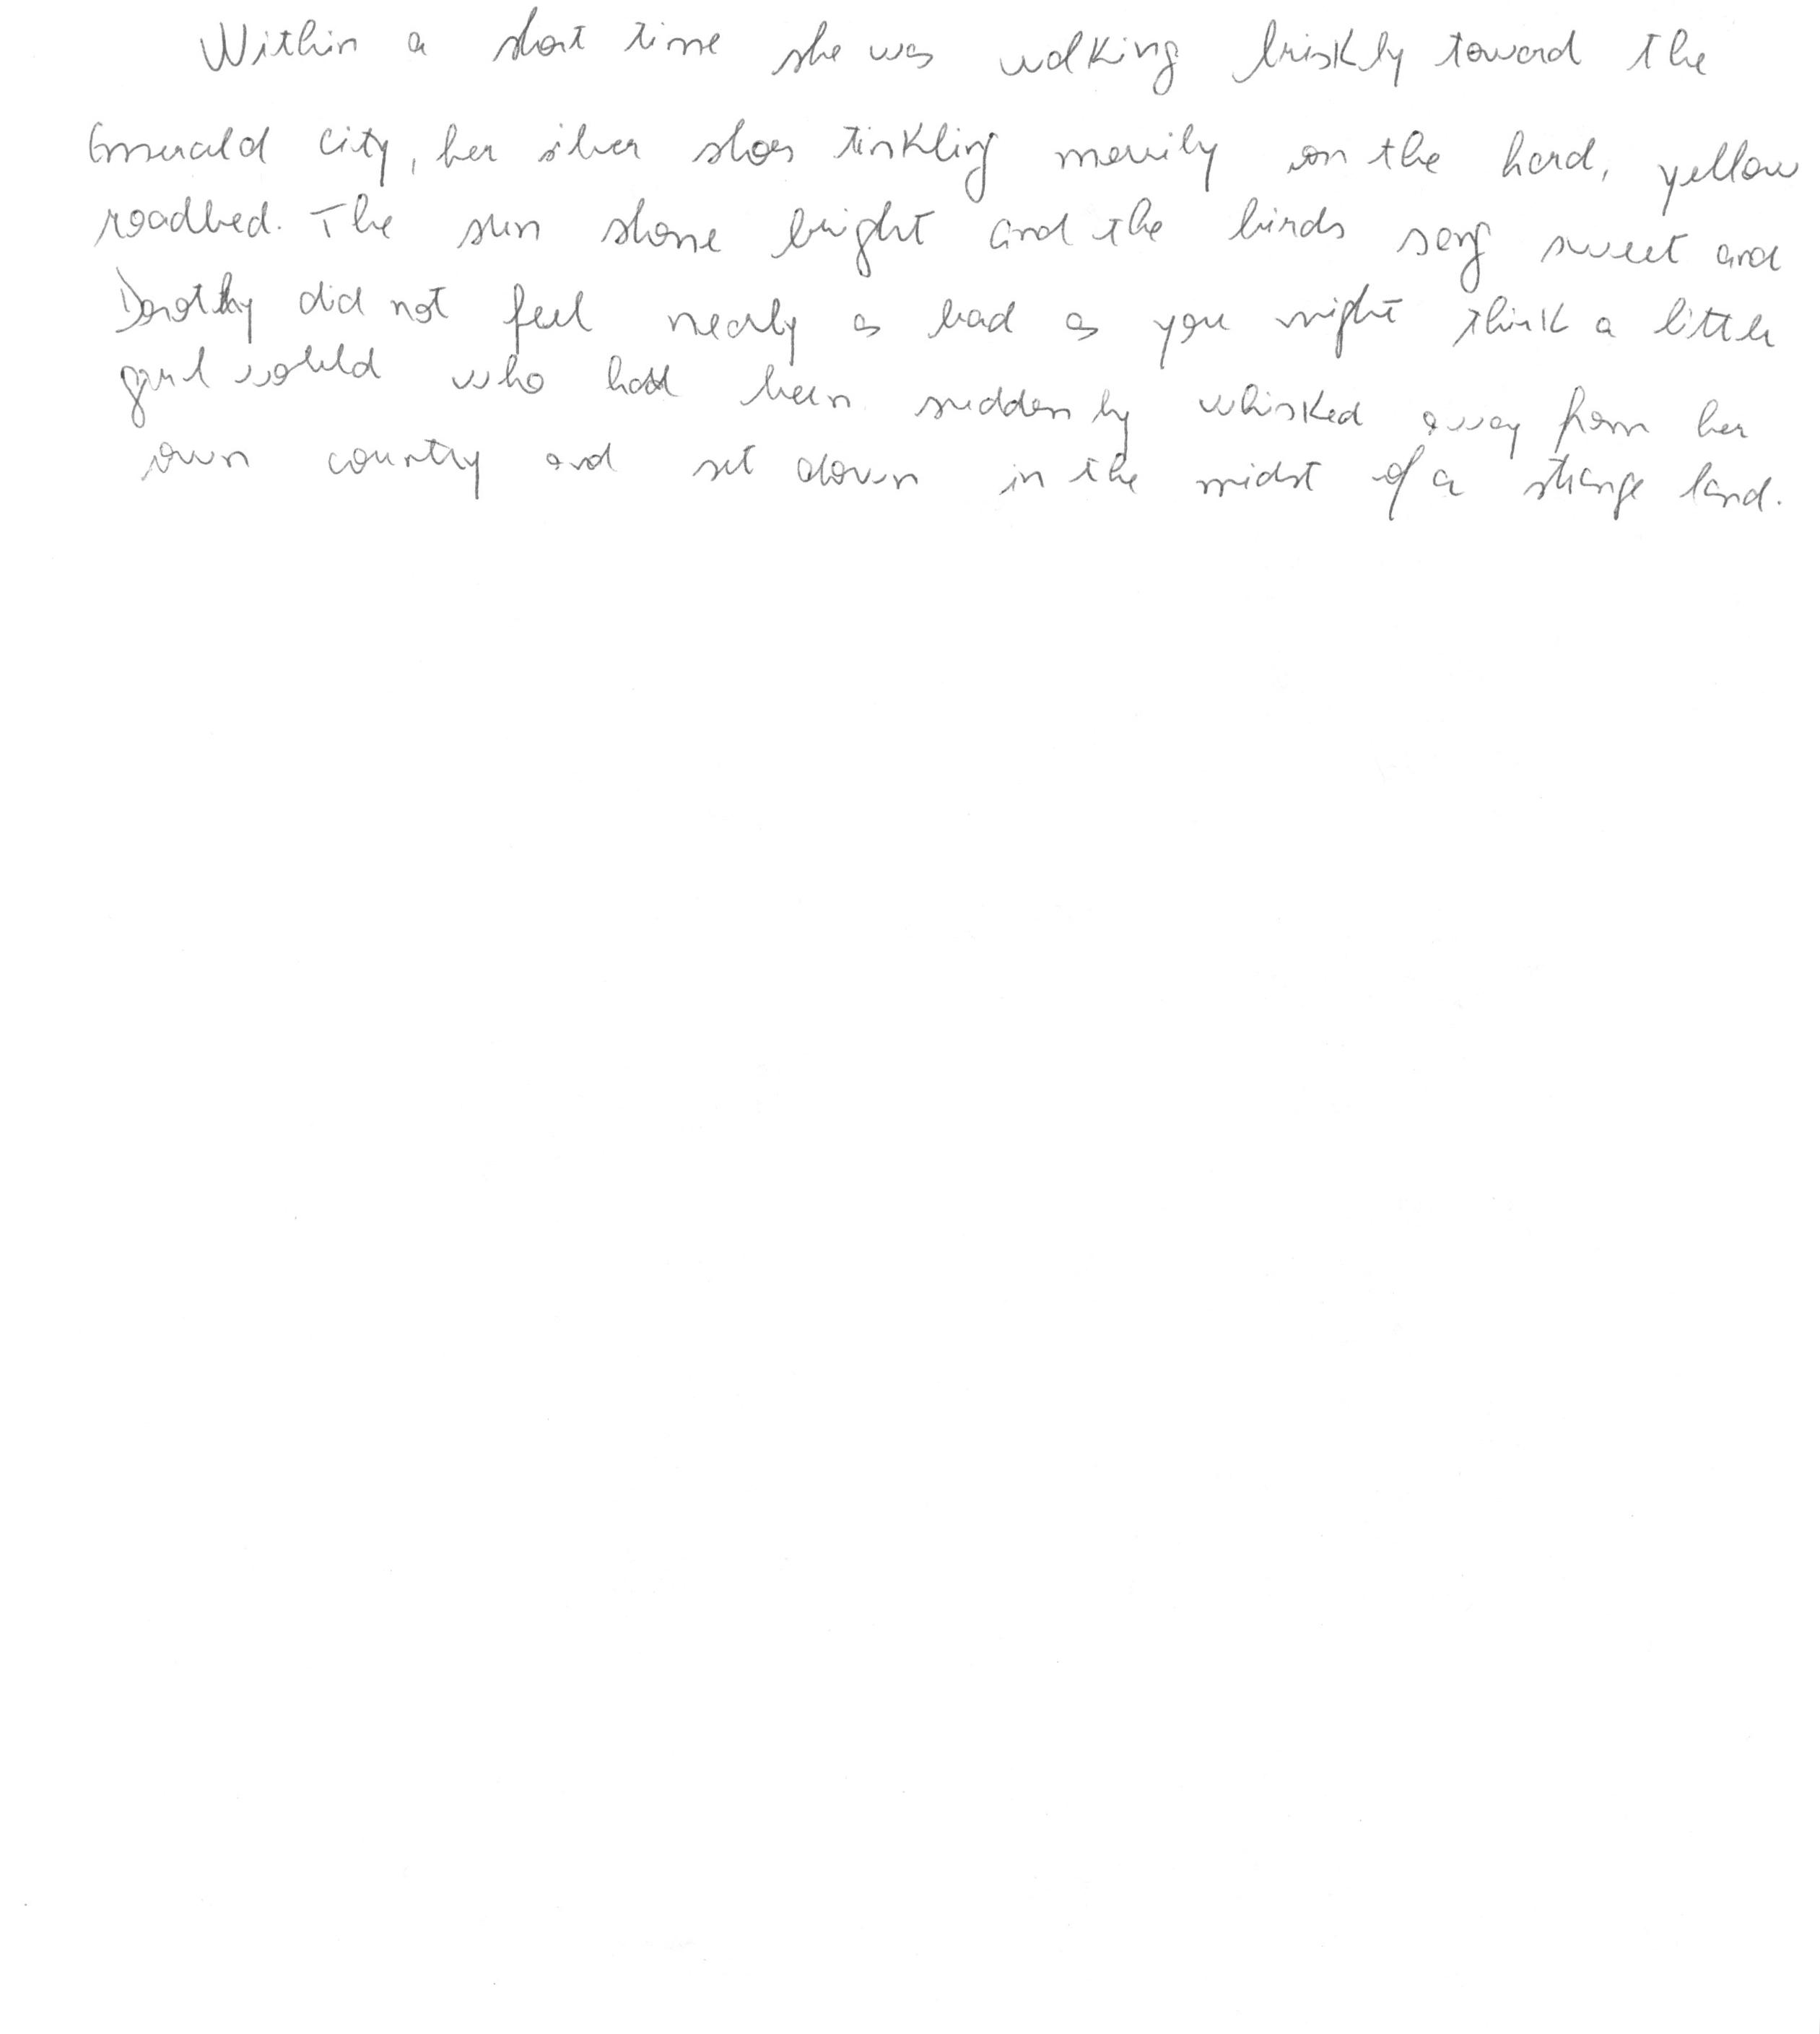 Within a short time she was walking briskly toward the
Emerald City, her silver shoes tinkling merrily on the hard, yellow
roadbed. The sun shone bright and the birds sang sweet and
Dorothy did not feel nearly as bad as you might think a little
girl would who had been suddenly whisked away from her
own country and set down in the midst of a strange land.